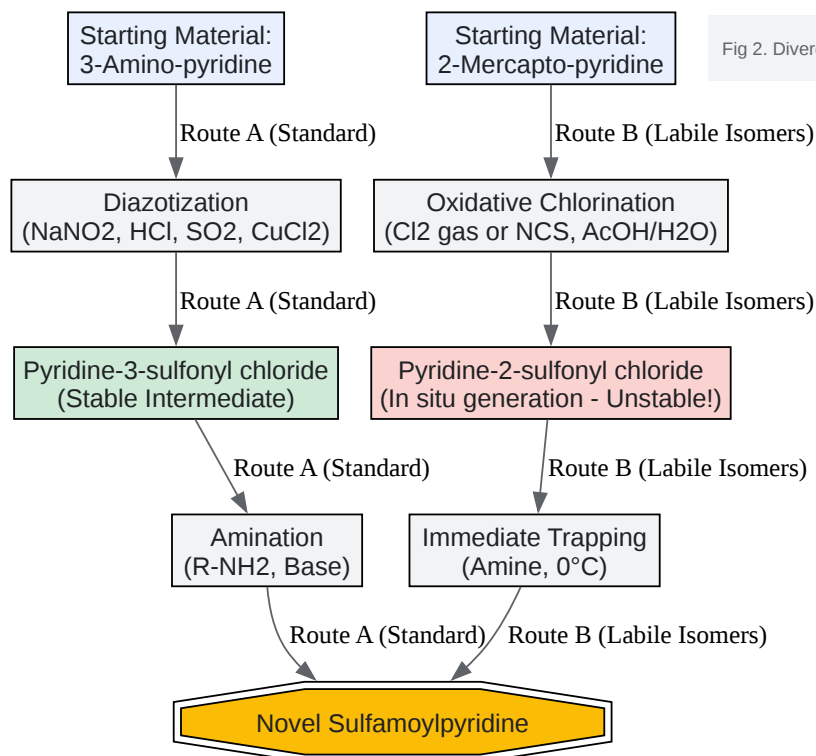 Starting Material:
3-Amino-pyridine
Starting Material:
2-Mercapto-pyridine
Fig 2. Diver
Route A (Standard)
Route B (Labile Isomers)
Diazotization
(NaNO2, HCl, SO2, CuCl2)
Oxidative Chlorination
(Cl2 gas or NCS, AcOH/H2O)
Route A (Standard)
Route B (Labile Isomers)
Pyridine-3-sulfonyl chloride
(Stable Intermediate)
Pyridine-2-sulfonyl chloride
(In situ generation - Unstable!)
Route A (Standard)
Route B (Labile Isomers)
Amination
(R-NH2, Base)
Immediate Trapping
(Amine, 0°C)
Route A (Standard)
Route B (Labile Isomers)
Novel Sulfamoylpyridine